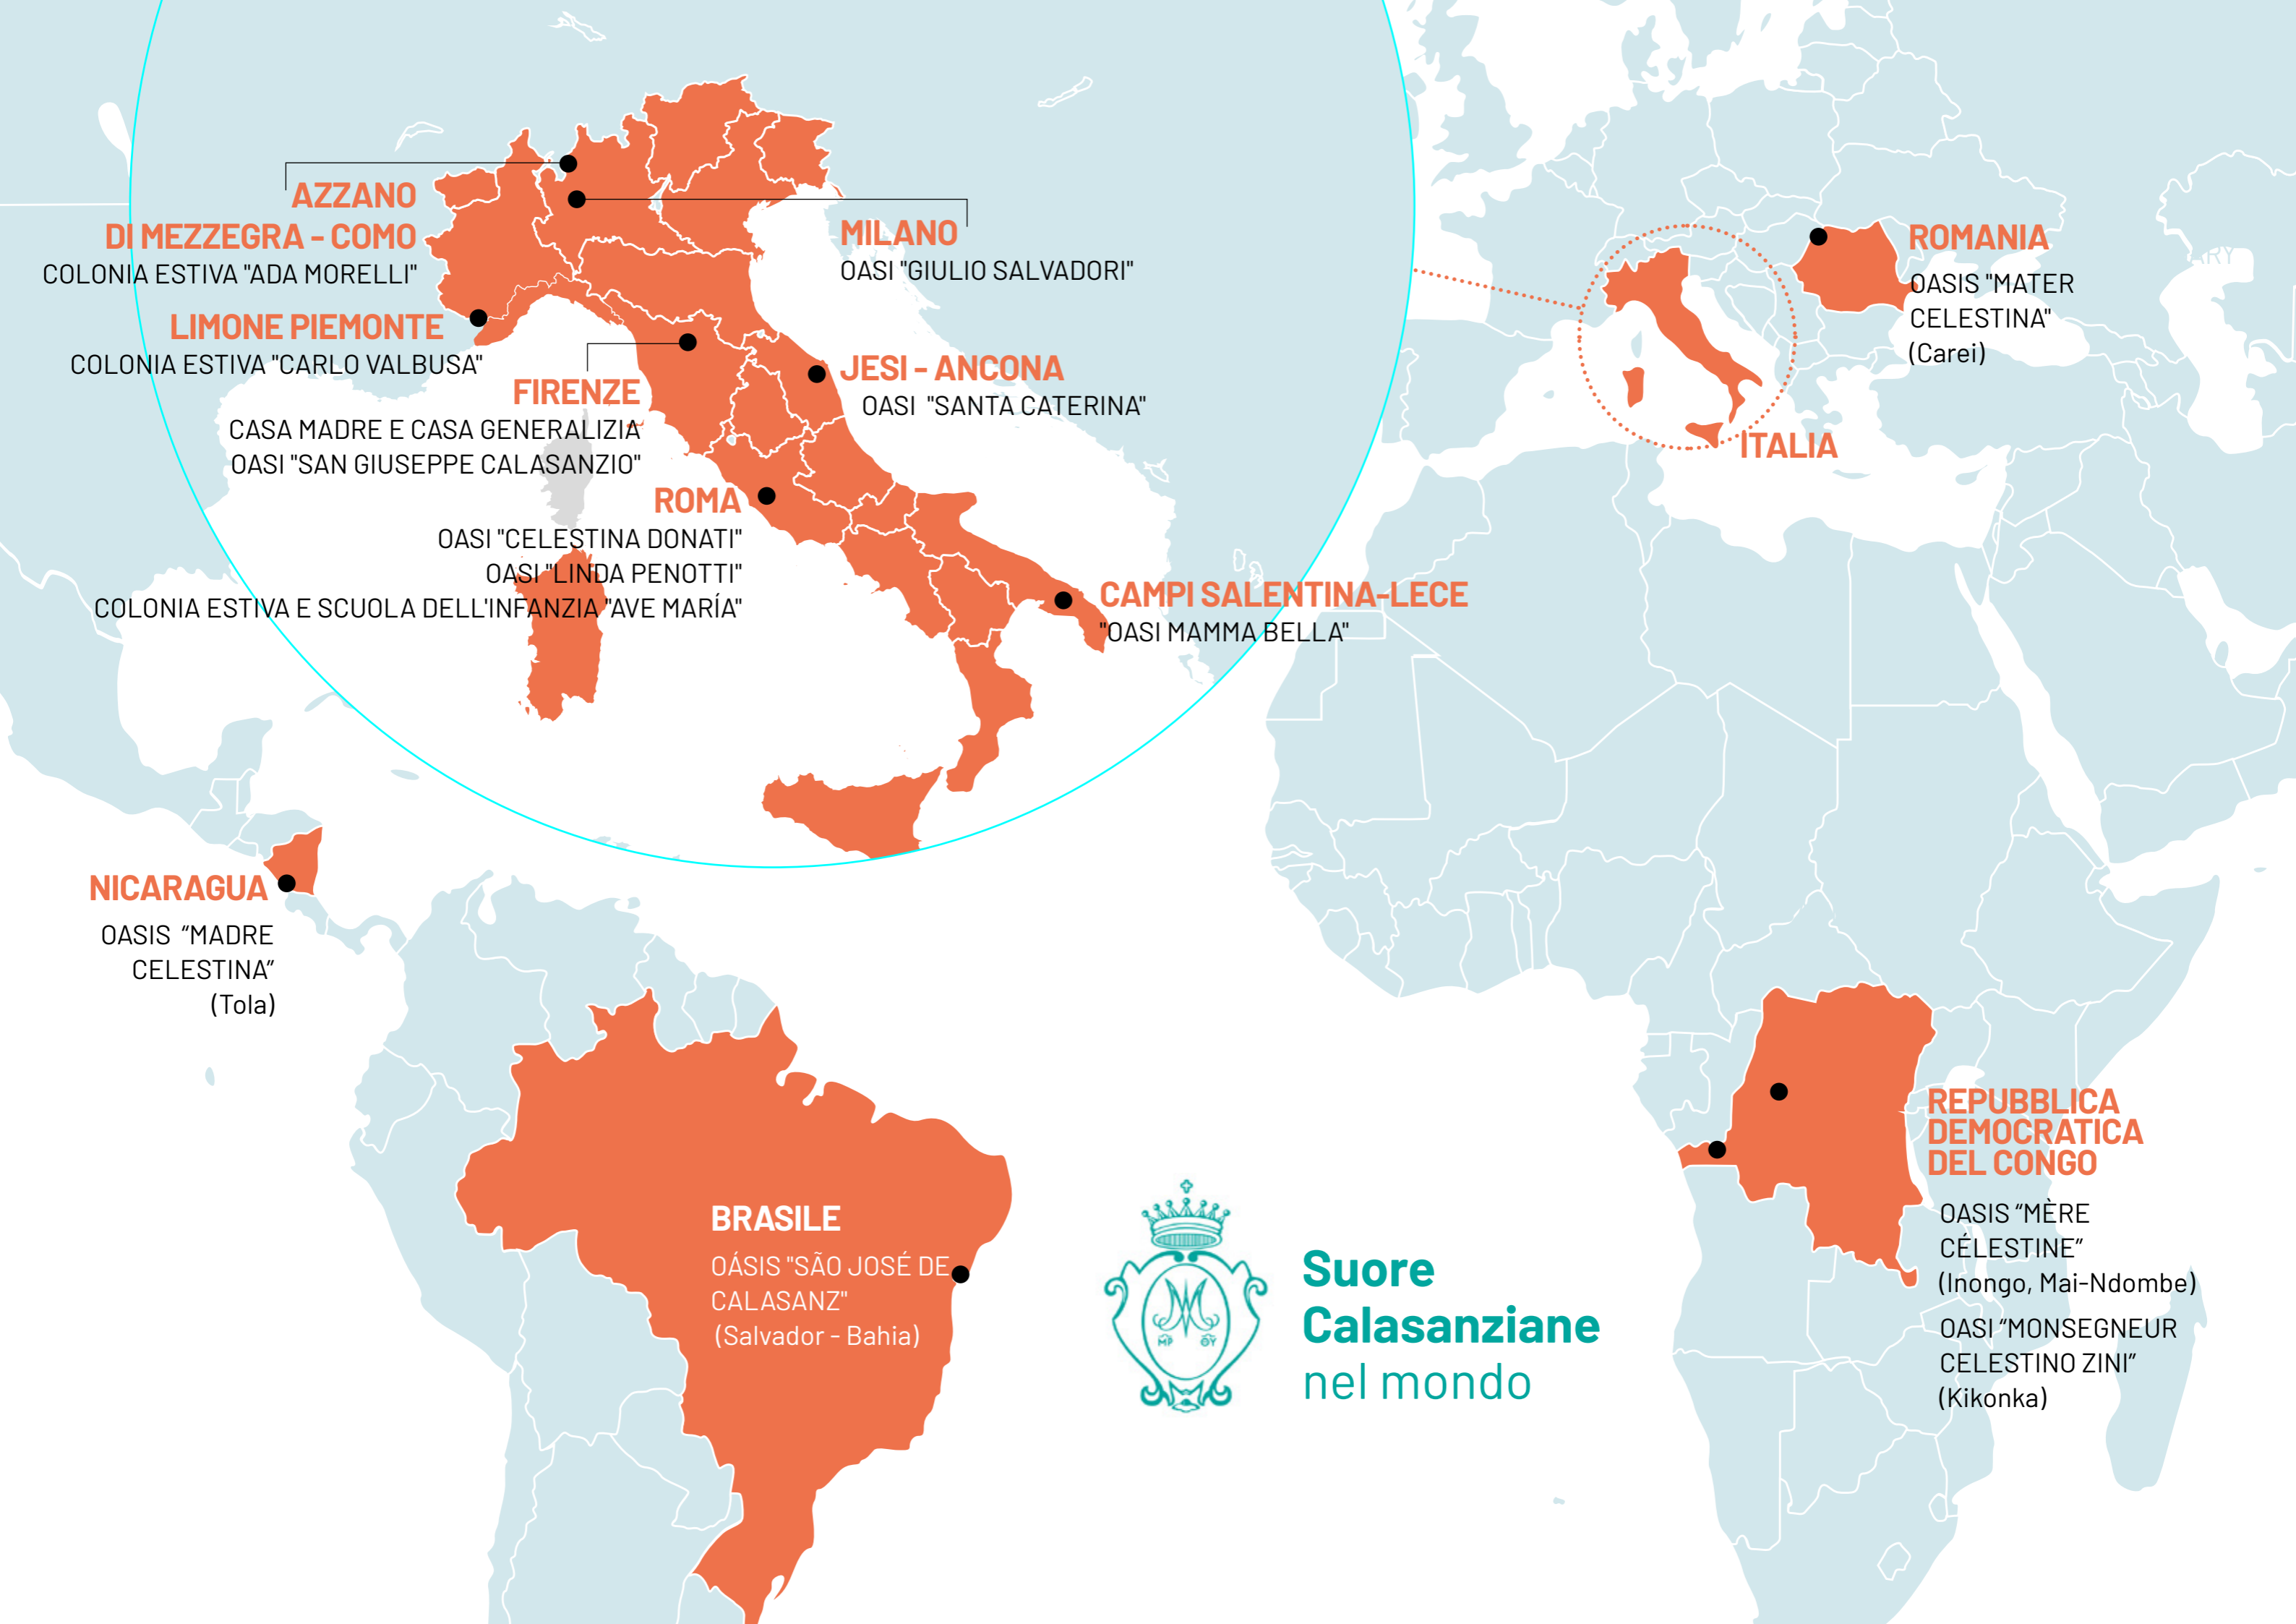 AZZANO
DI MEZZEGRA - COMO
COLONIA ESTIVA "ADA MORELLI"
MILANO
OASI "GIULIO SALVADORI"
LIMONE PIEMONTE
COLONIA ESTIVA "CARLO VALBUSA"
FIRENZE
CASA MADRE E CASA GENERALIZIA
OASI "SAN GIUSEPPE CALASANZIO"
JESI - ANCONA
OASI "SANTA CATERINA"
ROMA
OASI "CELESTINA DONATI"
OASI "LINDA PENOTTI"
COLONIA ESTIVA E SCUOLA DELL'INFANZIA "AVE MARÍA"
CAMPI SALENTINA-LECE
"OASI MAMMA BELLA"
ROMANIA
OASIS "MATER
CELESTINA"
(Carei)
ITALIA
NICARAGUA
OASIS “MADRE
CELESTINA”
(Tola)
BRASILE
OÁSIS "SÃO JOSÉ DE
CALASANZ"
(Salvador - Bahia)
Suore
Calasanziane
nel mondo
REPUBBLICA
DEMOCRATICA
DEL CONGO
OASIS “MÈRE
CÉLESTINE”
(Inongo, Mai-Ndombe)
OASI “MONSEGNEUR
CELESTINO ZINI”
(Kikonka)